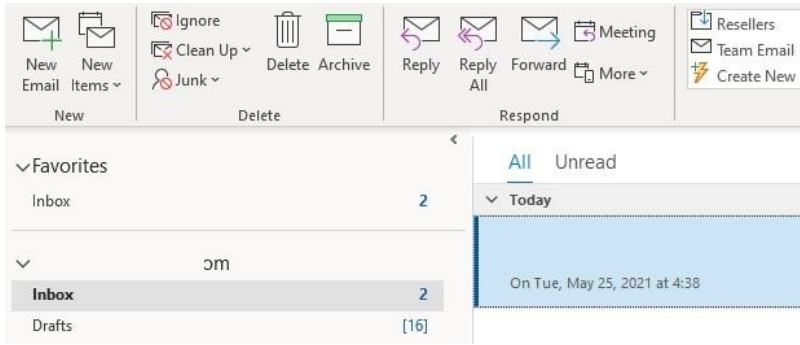 Ignore
Clean Up
Junk
New Email
New Items
Delete
Archive
Reply
Reply All
Forward
Meeting
More
Resellers
Team Email
Create New
New
Delete
Respond
Favorites
Inbox 2
om
Inbox 2
Drafts [16]
All Unread
Today
On Tue, May 25, 2021 at 4:38